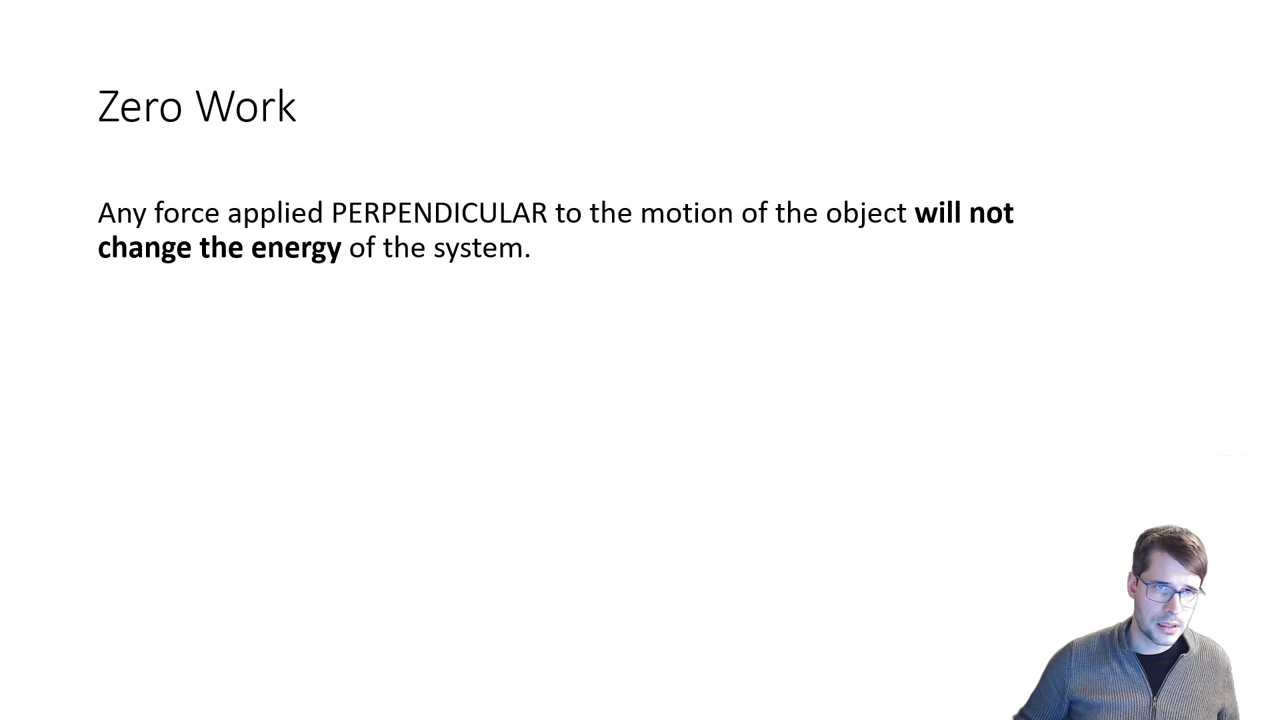 Zero Work
Any force applied PERPENDICULAR to the motion of the object will not
change the energy of the system.